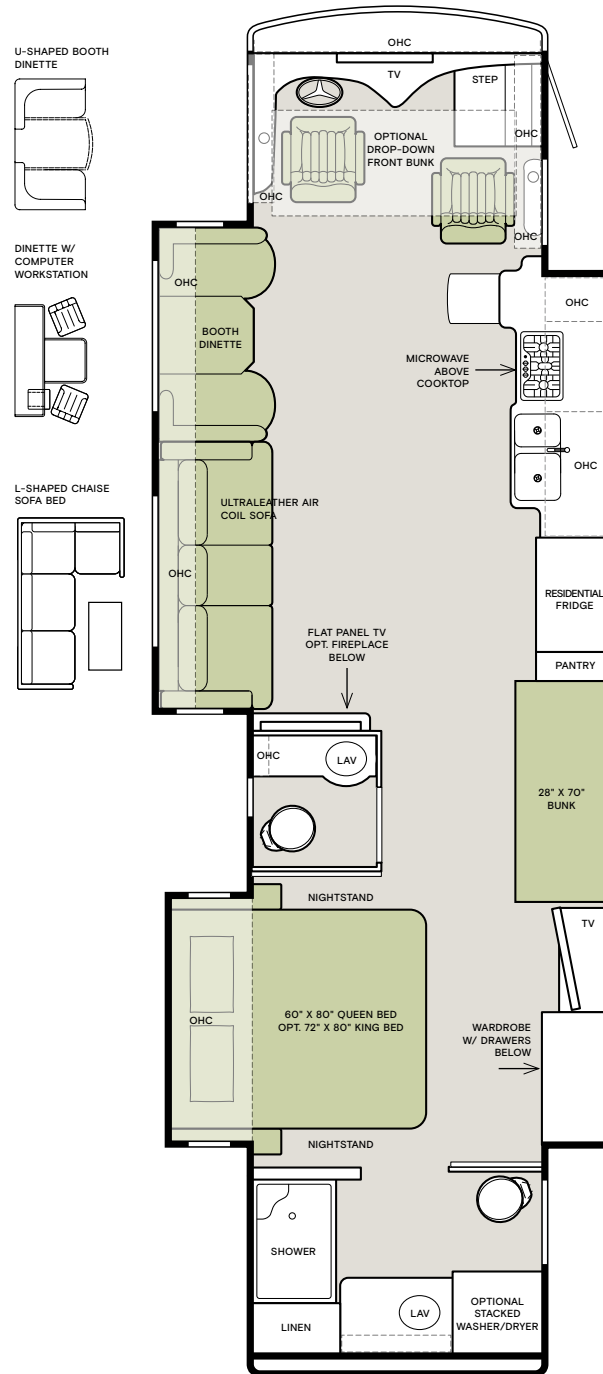 U-SHAPED BOOTH
DINETTE
DINETTE W/
COMPUTER
WORKSTATION
L-SHAPED CHAISE
SOFA BED
OHC
TV
STEP
OPTIONAL
DROP-DOWN
FRONT BUNK
OHC
OHC
OHC
OHC
BOOTH
DINETTE
OHC
MICROWAVE
ABOVE
COOKTOP
OHC
ULTRALEATHER AIR
COIL SOFA
OHC
RESIDENTIAL
FRIDGE
PANTRY
FLAT PANEL TV
OPT. FIREPLACE
BELOW
OHC
LAV
28" X 70"
BUNK
NIGHTSTAND
TV
60" X 80" QUEEN BED
OPT. 72" X 80" KING BED
OHC
WARDROBE
W/ DRAWERS
BELOW
NIGHTSTAND
SHOWER
LINEN
LAV
OPTIONAL
STACKED
WASHER/DRYER